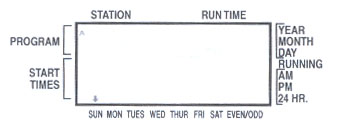 STATION RUN TIME
PROGRAM
START
TIMES
YEAR
MONTH
DAY
RUNNING
AM
PM
24 HR.
SUN MON TUES WED THUR FRI SAT EVEN/ODD